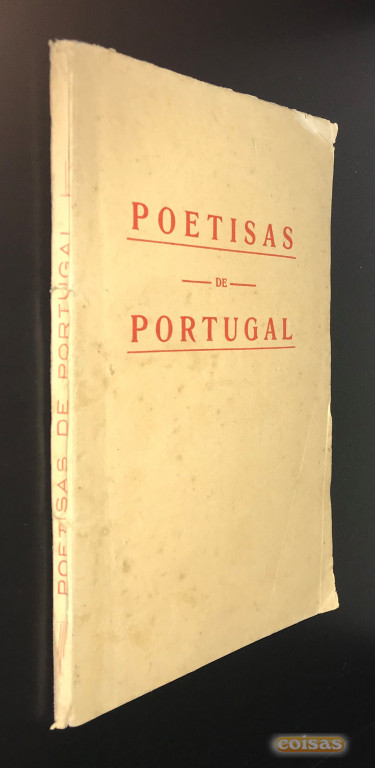 POETISAS
DE
PORTUGAL
POETISAS DE PORTUGAL
coisas